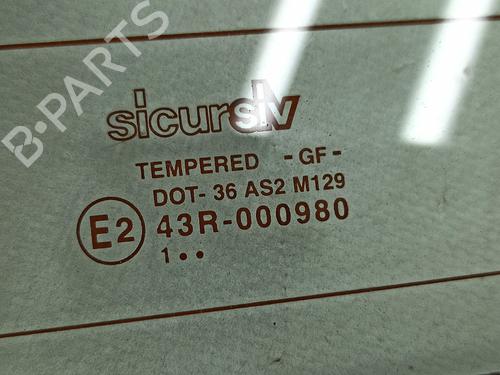 B-PARTS
sicursiv
TEMPERED -GF-
DOT- 36 AS2 M129
E2 43R-000980
1 ••